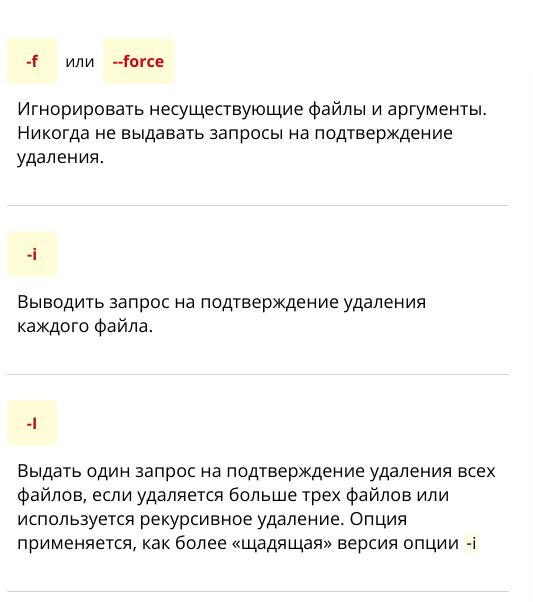 -f или --force
Игнорировать несуществующие файлы и аргументы.
Никогда не выдавать запросы на подтверждение
удаления.
-i
Выводить запрос на подтверждение удаления
каждого файла.
-I
Выдать один запрос на подтверждение удаления всех
файлов, если удаляется больше трех файлов или
используется рекурсивное удаление. Опция
применяется, как более «щадящая» версия опции -i